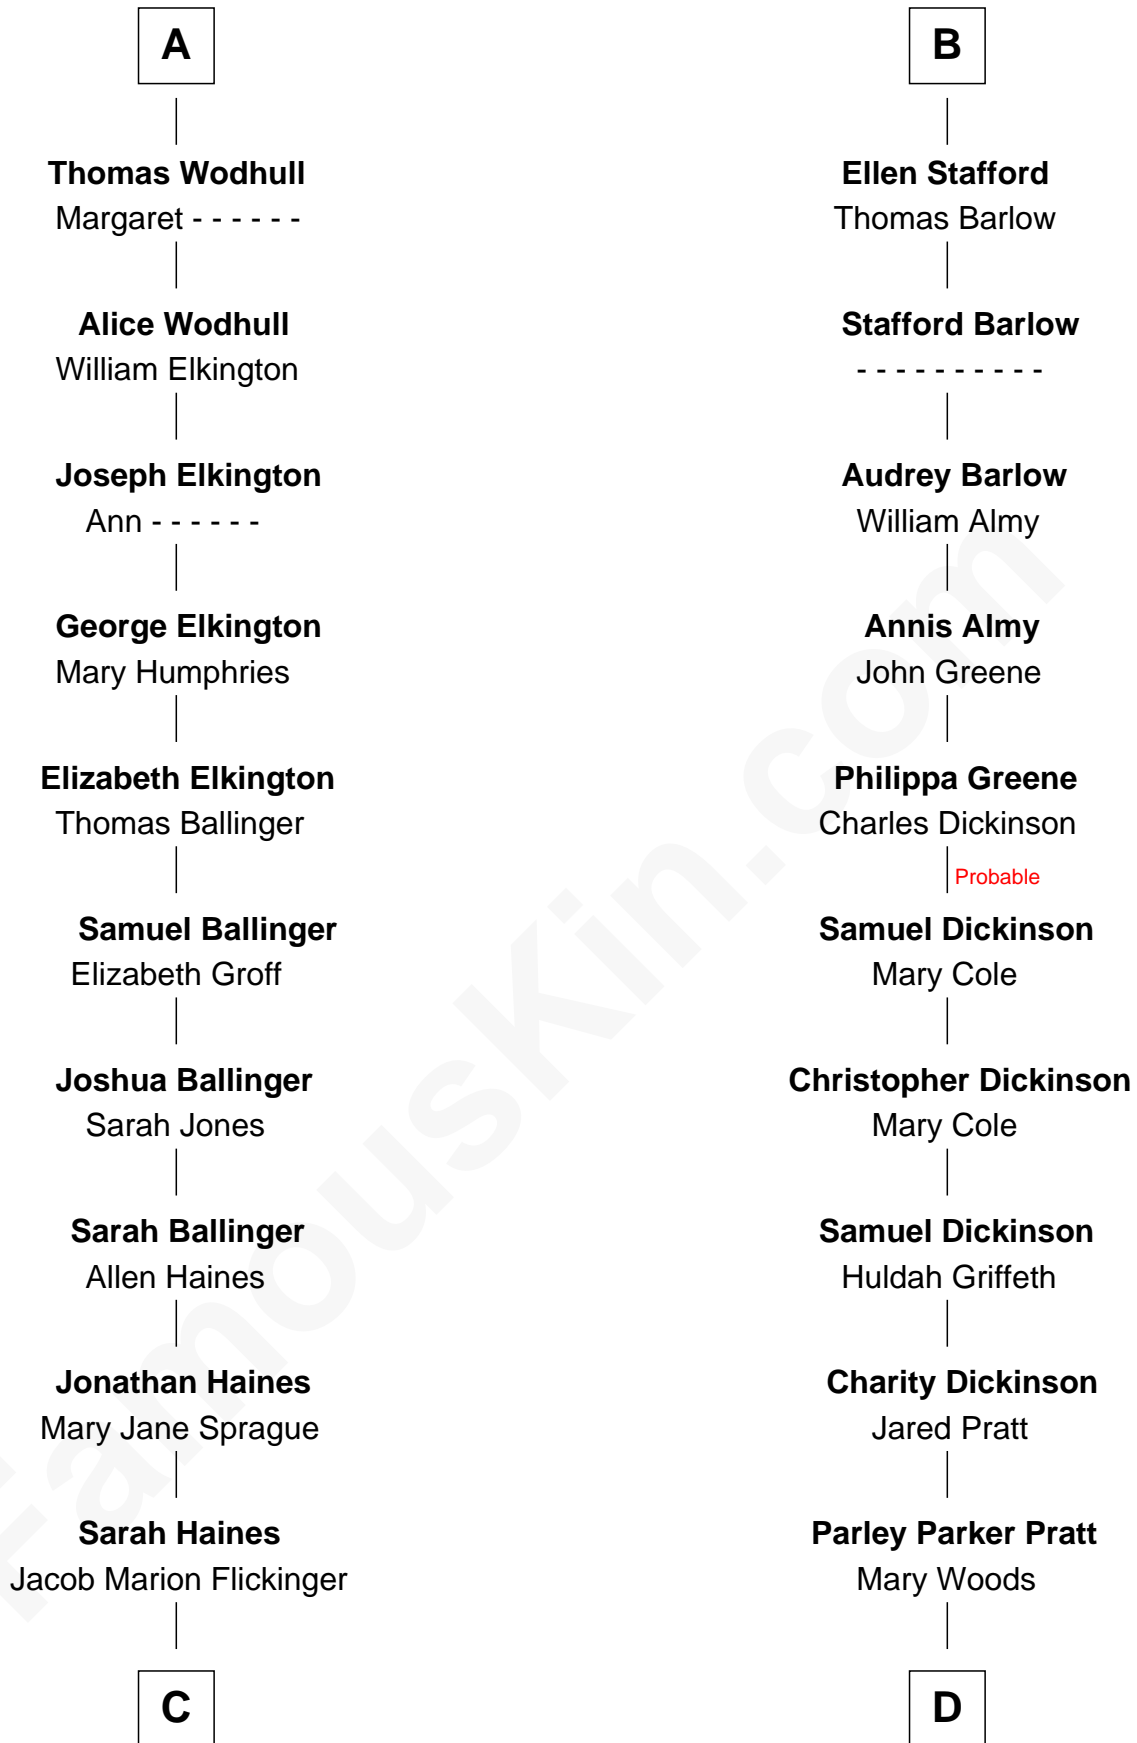 A
Thomas Wodhull
Margaret - - - - - -
Alice Wodhull
William Elkington
Joseph Elkington
Ann - - - - - -
George Elkington
Mary Humphries
Elizabeth Elkington
Thomas Ballinger
Samuel Ballinger
Elizabeth Groff
Joshua Ballinger
Sarah Jones
Sarah Ballinger
Allen Haines
Jonathan Haines
Mary Jane Sprague
Sarah Haines
Jacob Marion Flickinger
C
B
Ellen Stafford
Thomas Barlow
Stafford Barlow
- - - - - - - - - -
Audrey Barlow
William Almy
Annis Almy
John Greene
Philippa Greene
Charles Dickinson
Probable
Samuel Dickinson
Mary Cole
Christopher Dickinson
Mary Cole
Samuel Dickinson
Huldah Griffeth
Charity Dickinson
Jared Pratt
Parley Parker Pratt
Mary Woods
D
FamousKin.com